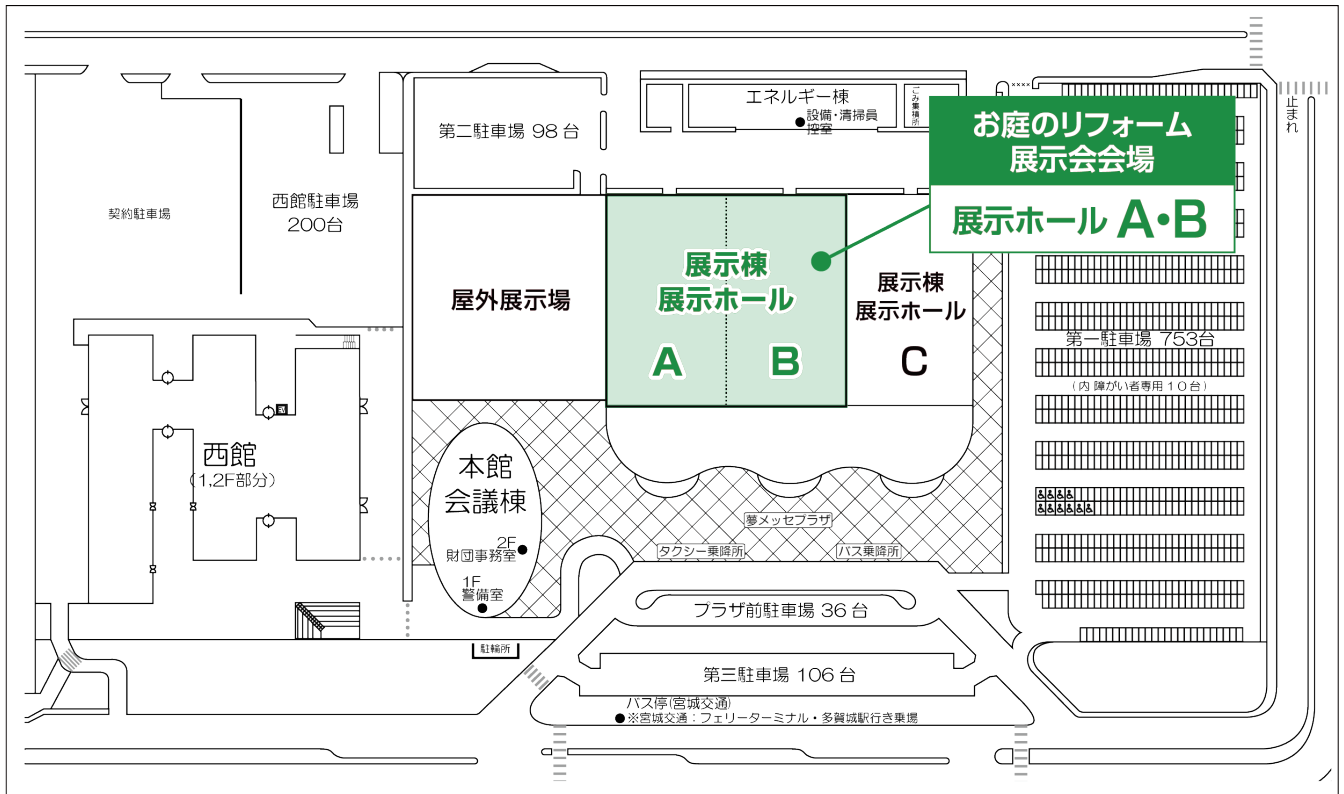 エネルギー棟
設備・清掃員
控室
ごみ集積所
第二駐車場 98台
お庭のリフォーム
展示会会場
展示ホール A・B
止まれ
契約駐車場
西館駐車場
200台
屋外展示場
展示棟
展示ホール
A
B
展示棟
展示ホール
C
第一駐車場 753台
(内 障がい者専用 10台)
西館
(1,2F部分)
本館
会議棟
2F
財団事務室
1F
警備室
夢メッセプラザ
タクシー乗降所
バス乗降所
プラザ前駐車場 36台
駐輪所
第三駐車場 106台
バス停(宮城交通)
※宮城交通:フェリーターミナル・多賀城駅行き乗場